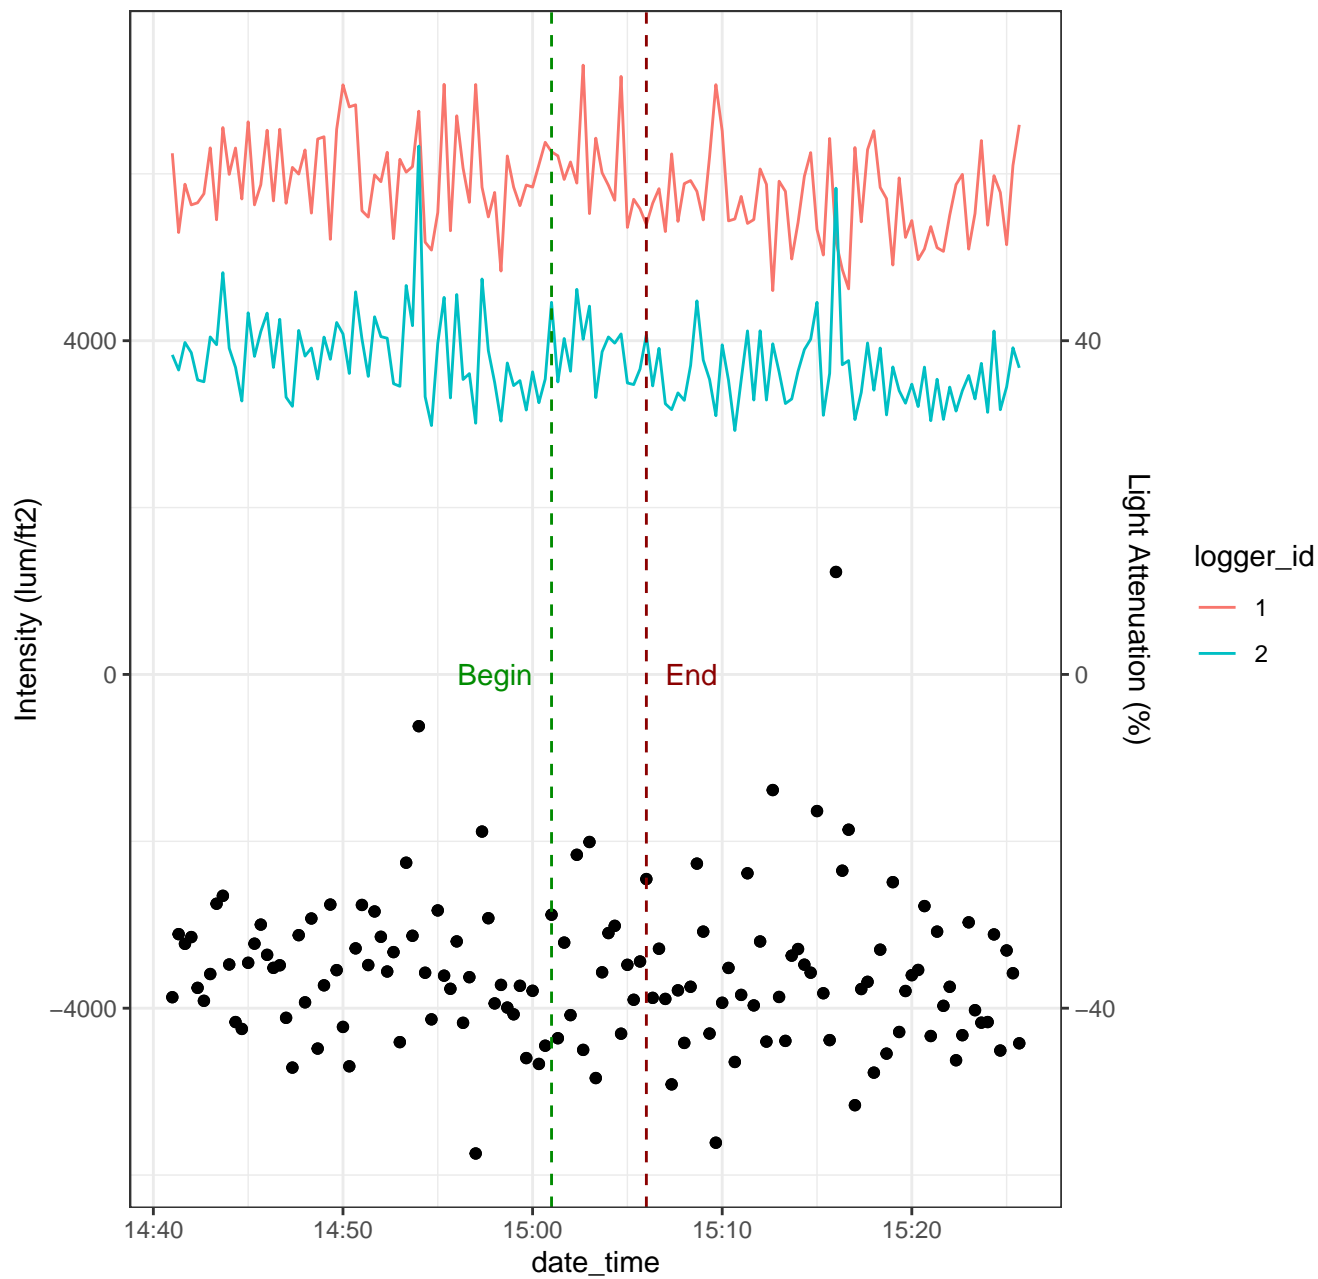 Intensity (lum/ft2)
4000
0
−4000
Begin
End
40
0
−40
Light Attenuation (%)
14:40
14:50
15:00
15:10
15:20
date_time
logger_id
1
2